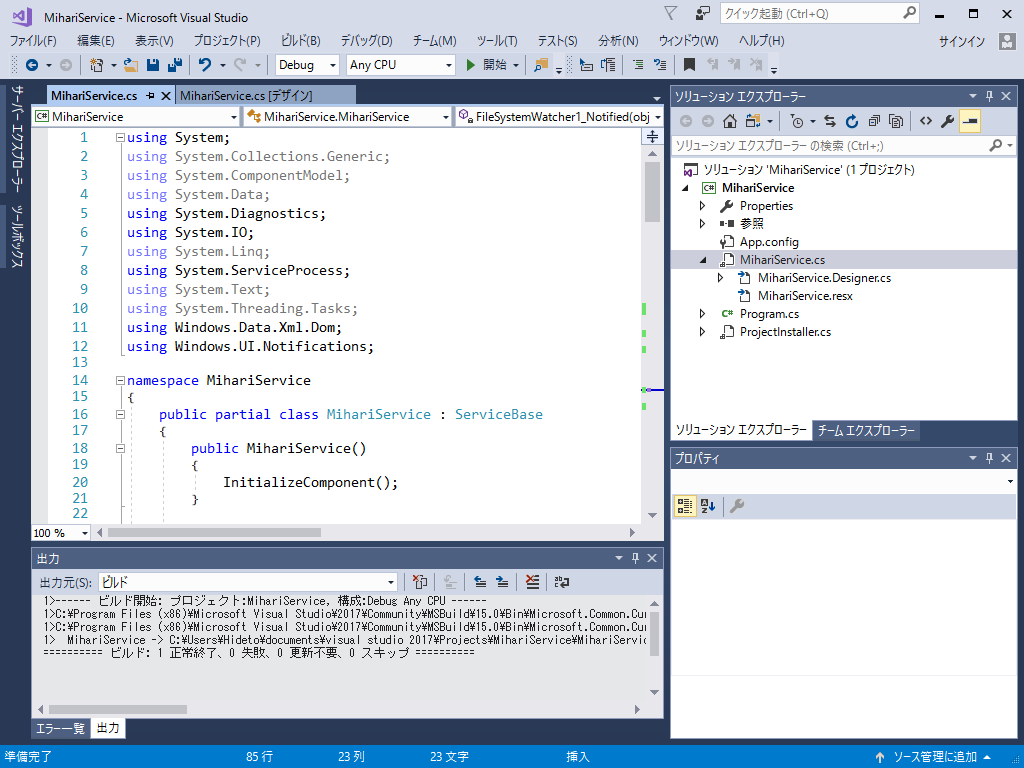 MihariService - Microsoft Visual Studio
クイック起動 (Ctrl+Q)
ファイル(F) 編集(E) 表示(V) プロジェクト(P) ビルド(B) デバッグ(D) チーム(M) ツール(T) テスト(S) 分析(N) ウィンドウ(W) ヘルプ(H) サインイン
Debug Any CPU 開始
サーバー エクスプローラー
ツールボックス
MihariService.cs MihariService.cs [デザイン]
MihariService MihariService.MihariService FileSystemWatcher1_Notified(obj
1 using System;
2 using System.Collections.Generic;
3 using System.ComponentModel;
4 using System.Data;
5 using System.Diagnostics;
6 using System.IO;
7 using System.Linq;
8 using System.ServiceProcess;
9 using System.Text;
10 using System.Threading.Tasks;
11 using Windows.Data.Xml.Dom;
12 using Windows.UI.Notifications;
13
14 namespace MihariService
15 {
16 public partial class MihariService : ServiceBase
17 {
18 public MihariService()
19 {
20 InitializeComponent();
21 }
22
100 %
出力
出力元(S): ビルド
1>------ ビルド開始: プロジェクト:MihariService, 構成:Debug Any CPU ------
1>C:¥Program Files (x86)¥Microsoft Visual Studio¥2017¥Community¥MSBuild¥15.0¥Bin¥Microsoft.Common.Cur
1>C:¥Program Files (x86)¥Microsoft Visual Studio¥2017¥Community¥MSBuild¥15.0¥Bin¥Microsoft.Common.Cur
1> MihariService -> C:¥Users¥Hideto¥documents¥visual studio 2017¥Projects¥MihariService¥MihariServic
========== ビルド: 1 正常終了、0 失敗、0 更新不要、0 スキップ ==========
エラー一覧 出力
ソリューション エクスプローラー
ソリューション エクスプローラー の検索 (Ctrl+;)
ソリューション 'MihariService' (1 プロジェクト)
MihariService
Properties
参照
App.config
MihariService.cs
MihariService.Designer.cs
MihariService.resx
Program.cs
ProjectInstaller.cs
ソリューション エクスプローラー チーム エクスプローラー
プロパティ
準備完了 85 行 23 列 23 文字 挿入 ソース管理に追加